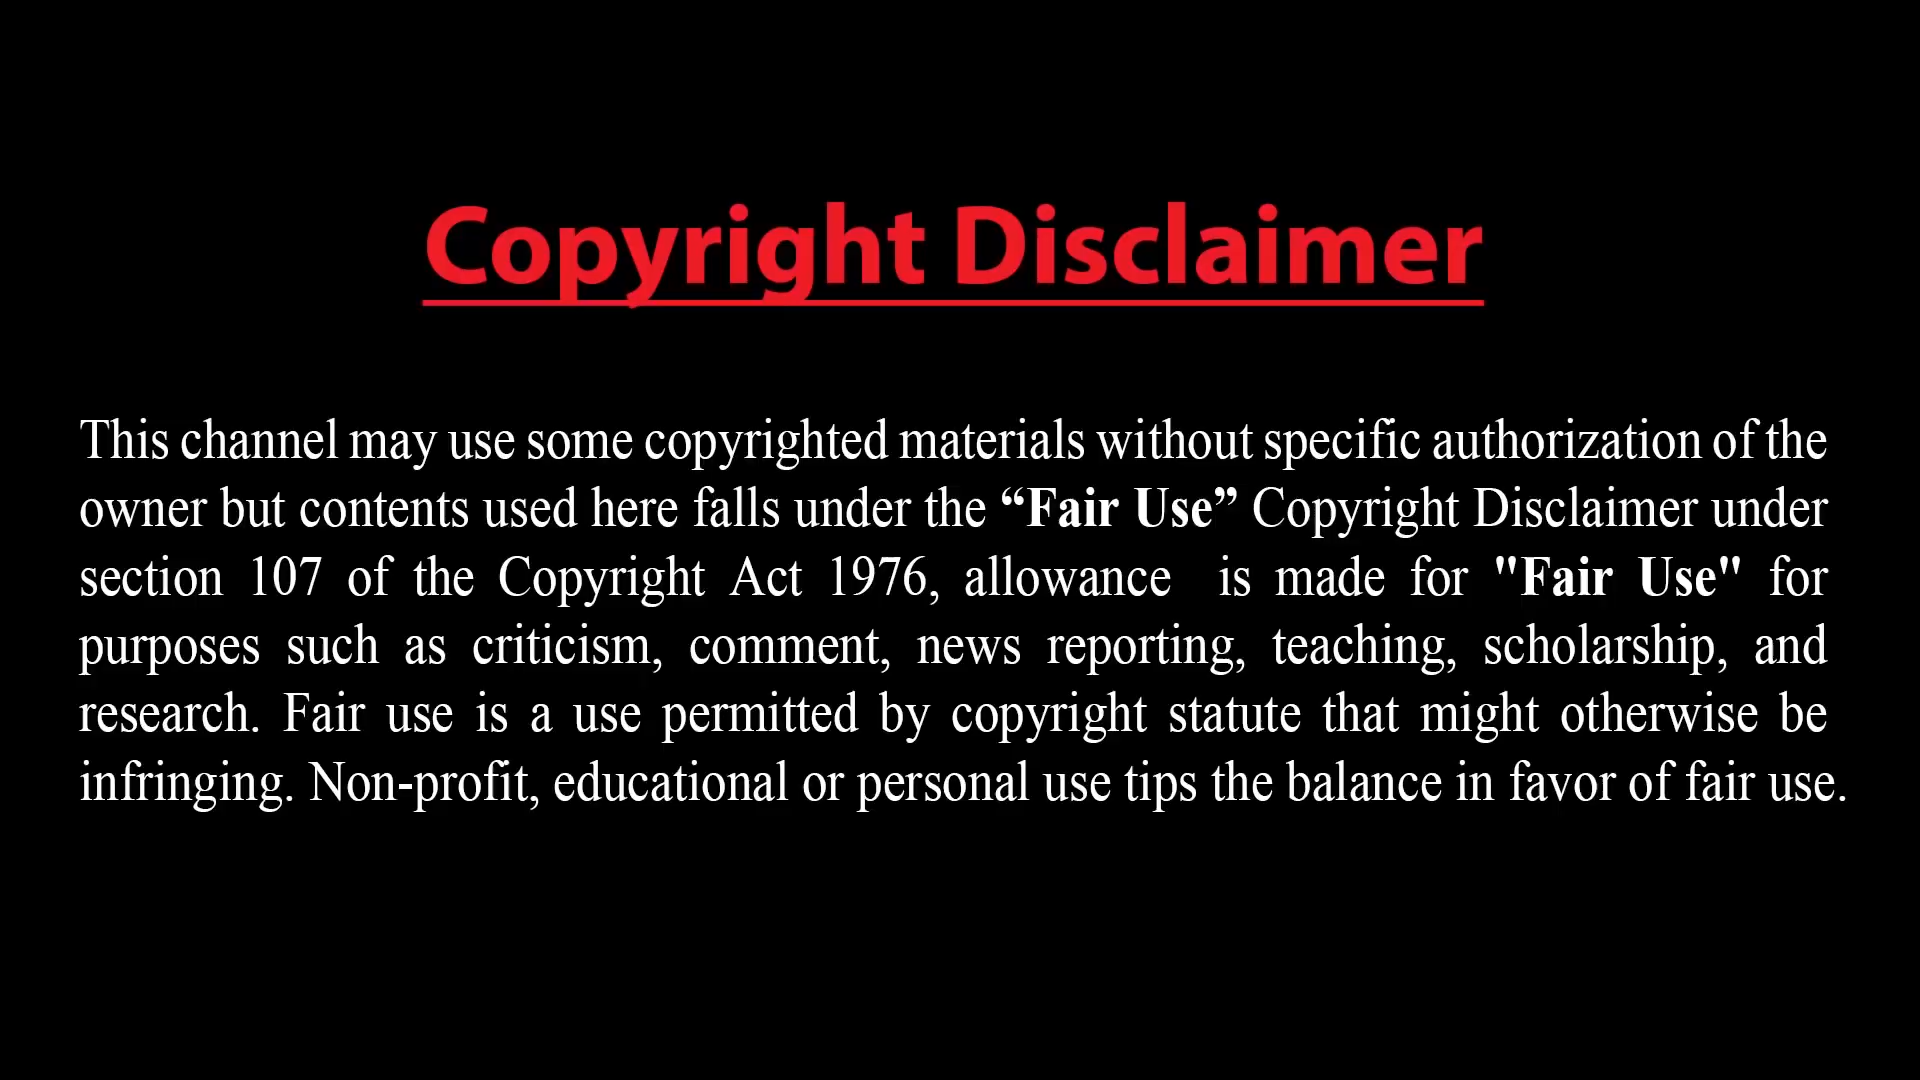 Copyright Disclaimer
This channel may use some copyrighted materials without specific authorization of the
owner but contents used here falls under the “Fair Use” Copyright Disclaimer under
section 107 of the Copyright Act 1976, allowance  is made for "Fair Use" for
purposes such as criticism, comment, news reporting, teaching, scholarship, and
research. Fair use is a use permitted by copyright statute that might otherwise be
infringing. Non-profit, educational or personal use tips the balance in favor of fair use.